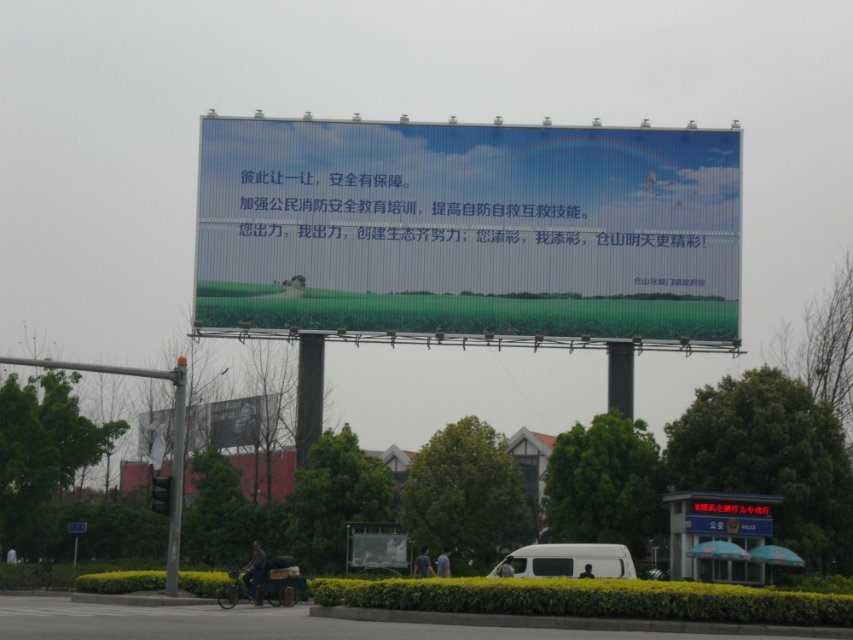 彼此让一让，安全有保障。
加强公民消防安全教育培训，提高自防自救互救技能。
您出力，我出力，创建生态齐努力；您添彩，我添彩，仓山明天更精彩！
仓山区城门镇政府宣
公安 POLICE